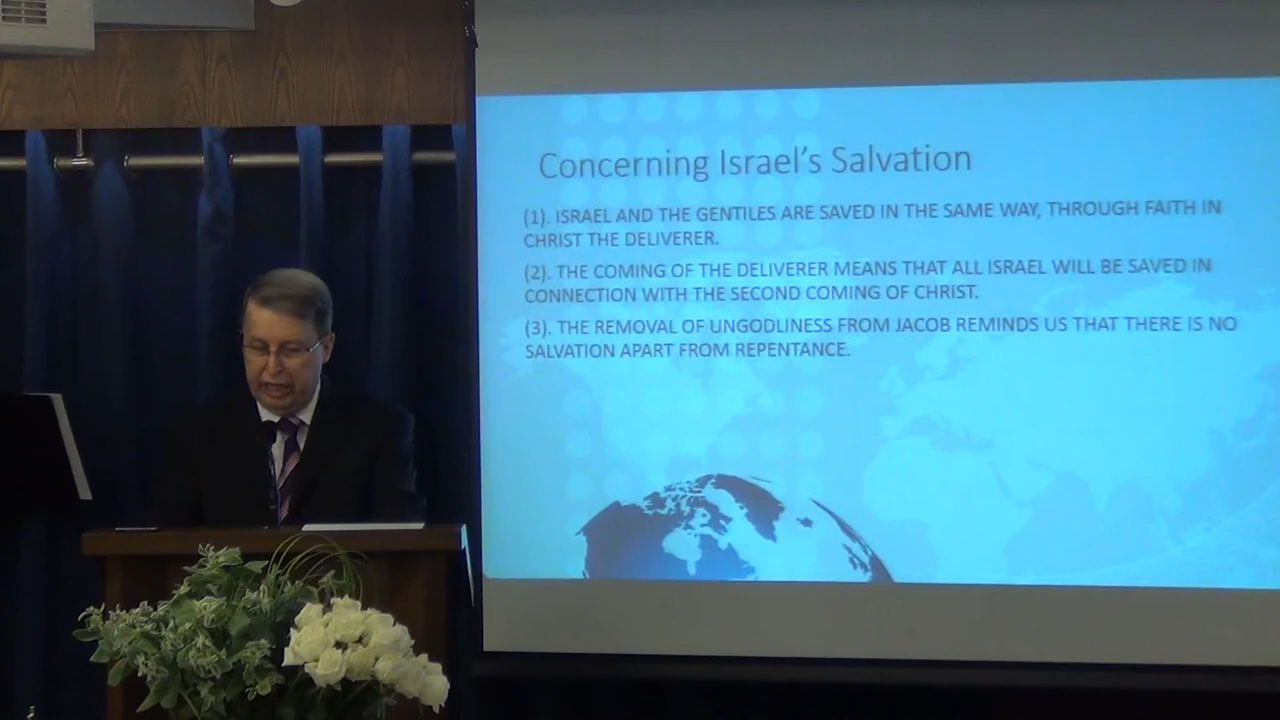 Concerning Israel's Salvation
(1). ISRAEL AND THE GENTILES ARE SAVED IN THE SAME WAY, THROUGH FAITH IN
CHRIST THE DELIVERER.
(2). THE COMING OF THE DELIVERER MEANS THAT ALL ISRAEL WILL BE SAVED IN
CONNECTION WITH THE SECOND COMING OF CHRIST.
(3). THE REMOVAL OF UNGODLINESS FROM JACOB REMINDS US THAT THERE IS NO
SALVATION APART FROM REPENTANCE.